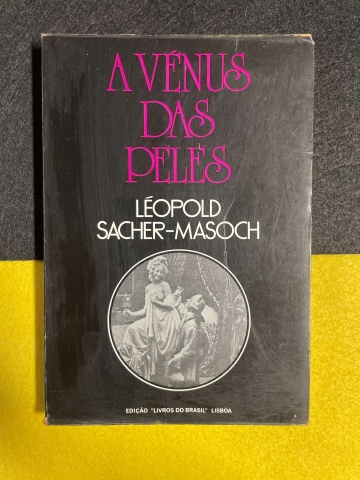 A VÉNUS
DAS
PELES
LÉOPOLD
SACHER-MASOCH
EDIÇÃO "LIVROS DO BRASIL" LISBOA